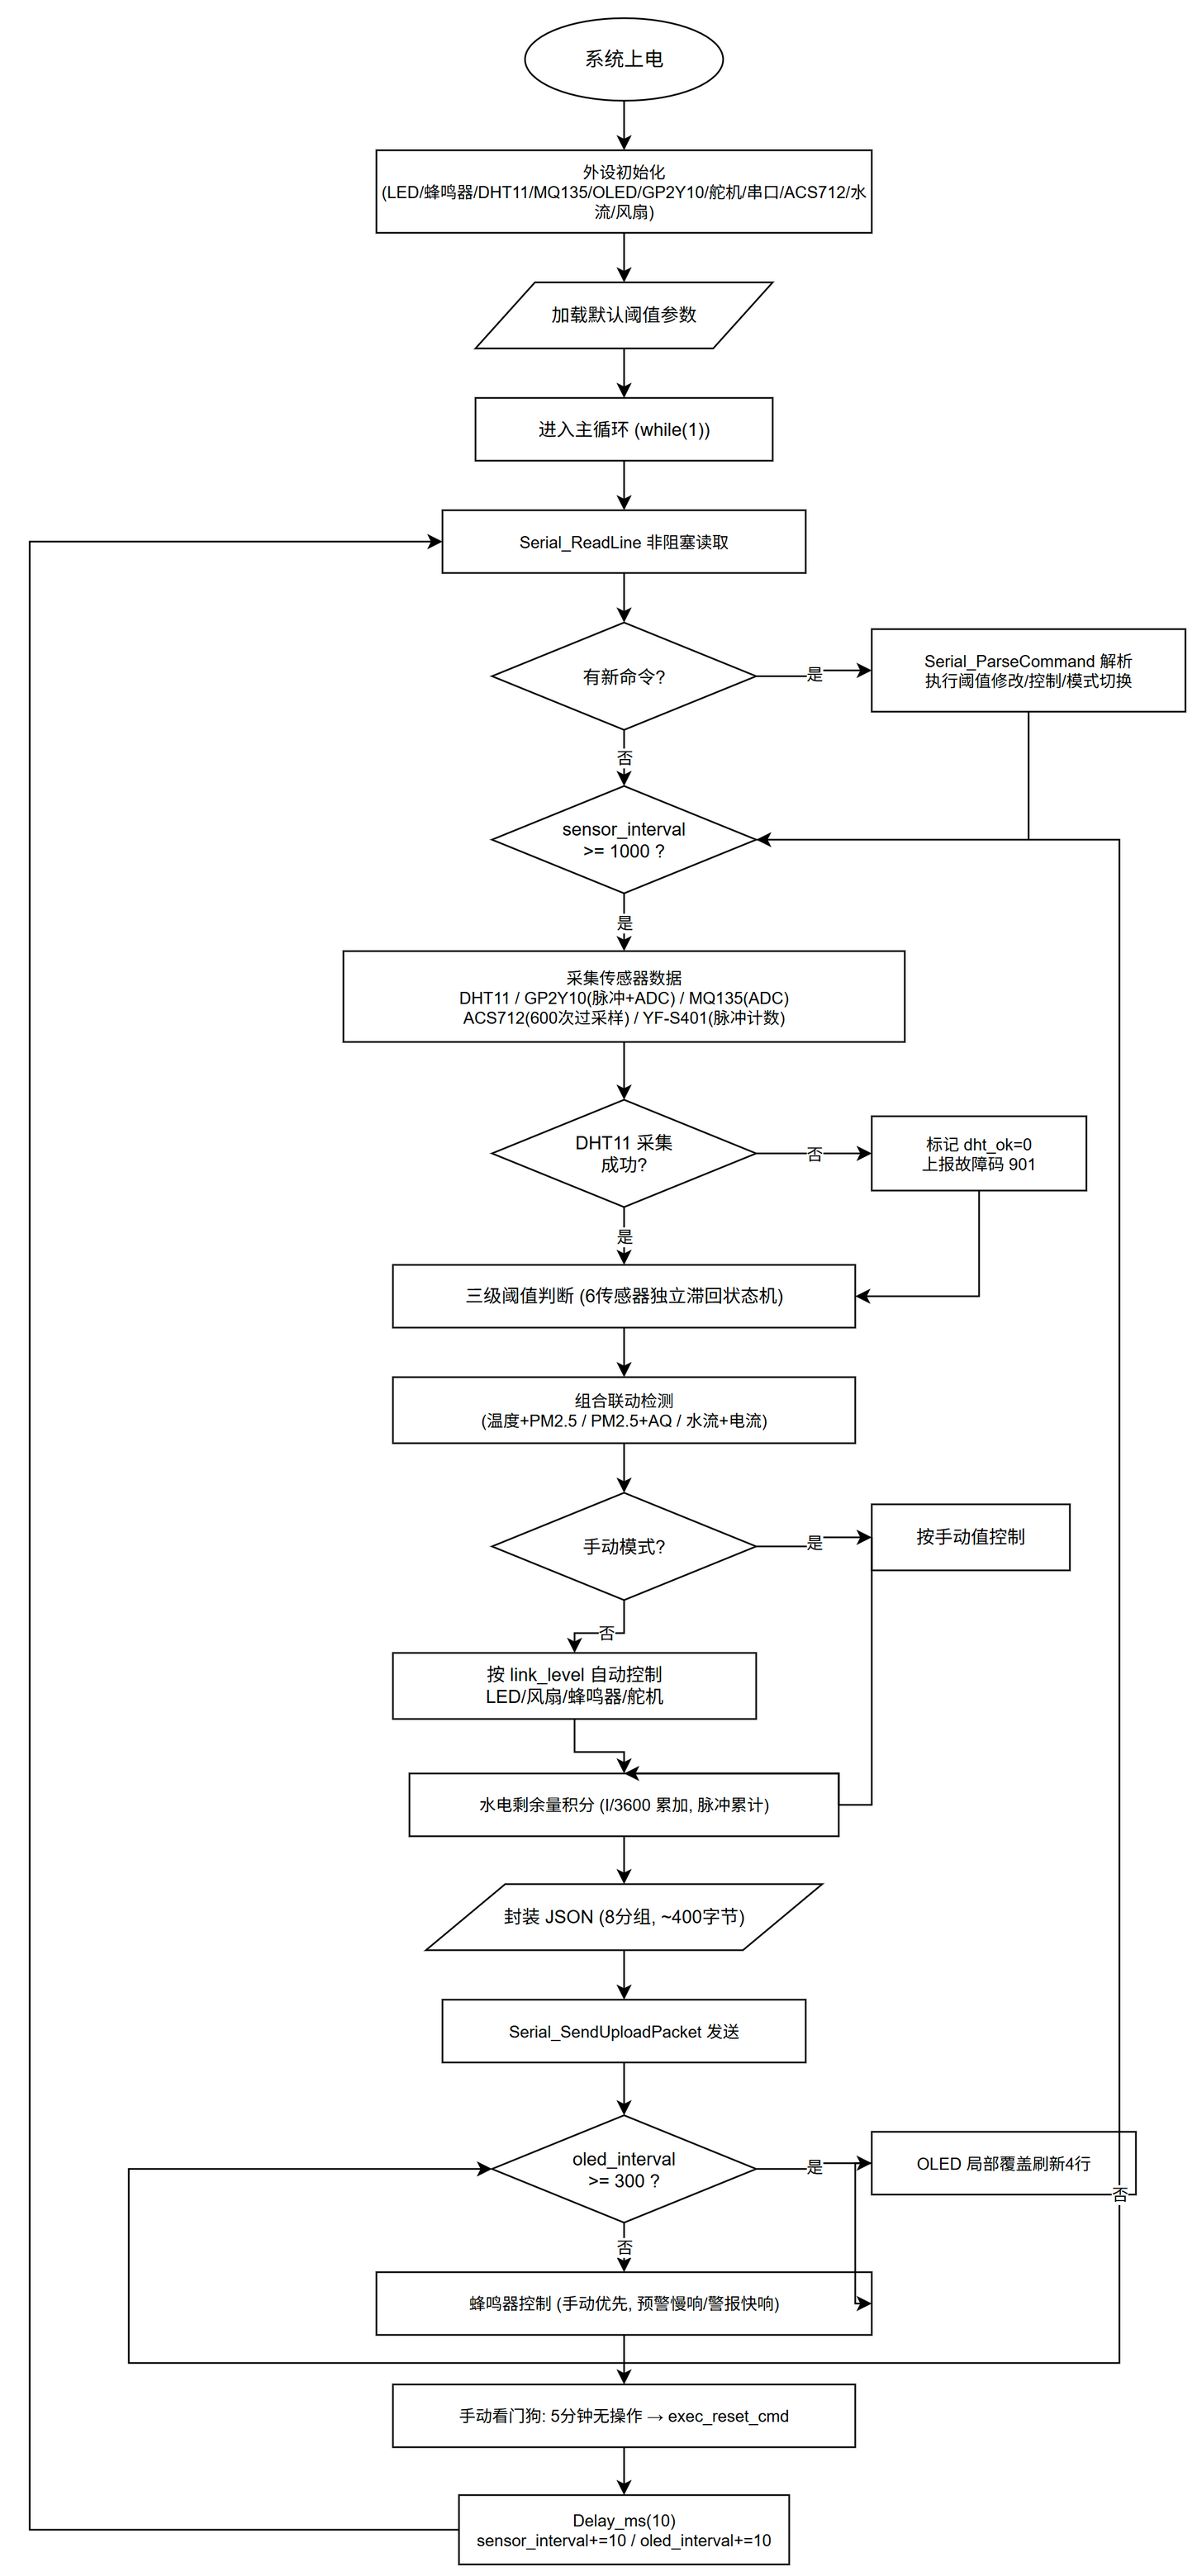 系统上电
外设初始化
(LED/蜂鸣器/DHT11/MQ135/OLED/GP2Y10/舵机/串口/ACS712/水
流/风扇)
加载默认阈值参数
进入主循环 (while(1))
Serial_ReadLine 非阻塞读取
有新命令?
是
Serial_ParseCommand 解析
执行阈值修改/控制/模式切换
否
sensor_interval
>= 1000 ?
是
采集传感器数据
DHT11 / GP2Y10(脉冲+ADC) / MQ135(ADC)
ACS712(600次过采样) / YF-S401(脉冲计数)
DHT11 采集
成功?
否
标记 dht_ok=0
上报故障码 901
是
三级阈值判断 (6传感器独立滞回状态机)
组合联动检测
(温度+PM2.5 / PM2.5+AQ / 水流+电流)
手动模式?
是
按手动值控制
否
按 link_level 自动控制
LED/风扇/蜂鸣器/舵机
水电剩余量积分 (I/3600 累加, 脉冲累计)
封装 JSON (8分组, ~400字节)
Serial_SendUploadPacket 发送
oled_interval
>= 300 ?
是
OLED 局部覆盖刷新4行
否
否
蜂鸣器控制 (手动优先, 预警慢响/警报快响)
手动看门狗: 5分钟无操作 → exec_reset_cmd
Delay_ms(10)
sensor_interval+=10 / oled_interval+=10